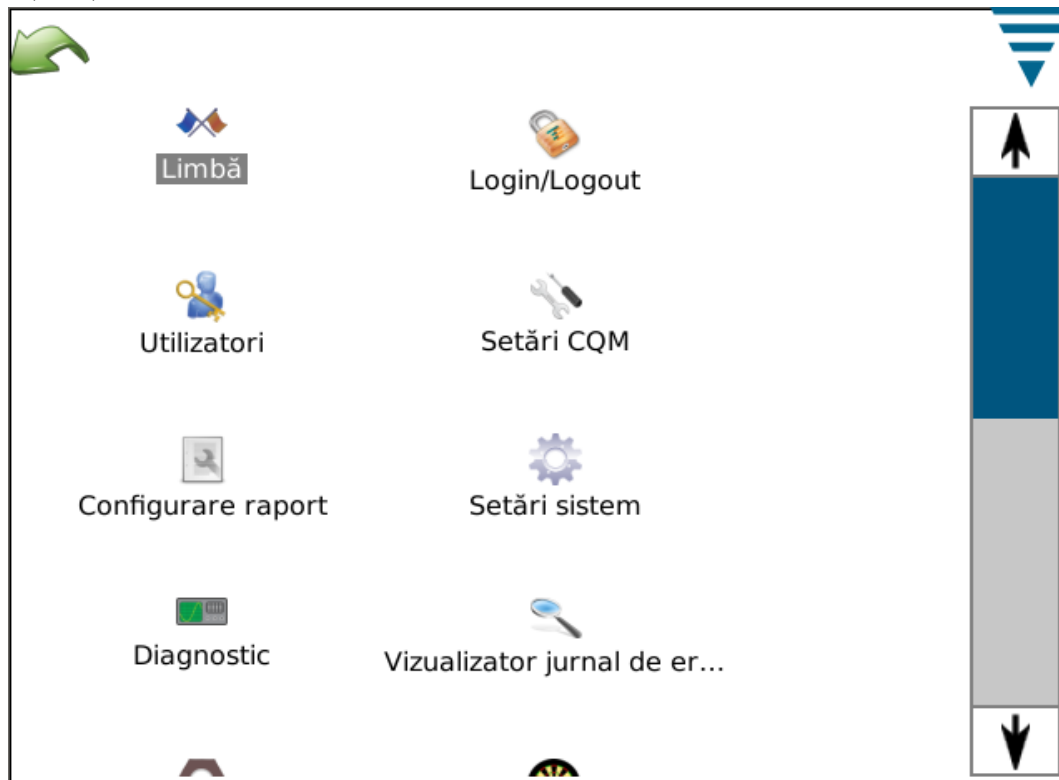 Limbă
Login/Logout
Utilizatori
Setări CQM
Configurare raport
Setări sistem
Diagnostic
Vizualizator jurnal de er...